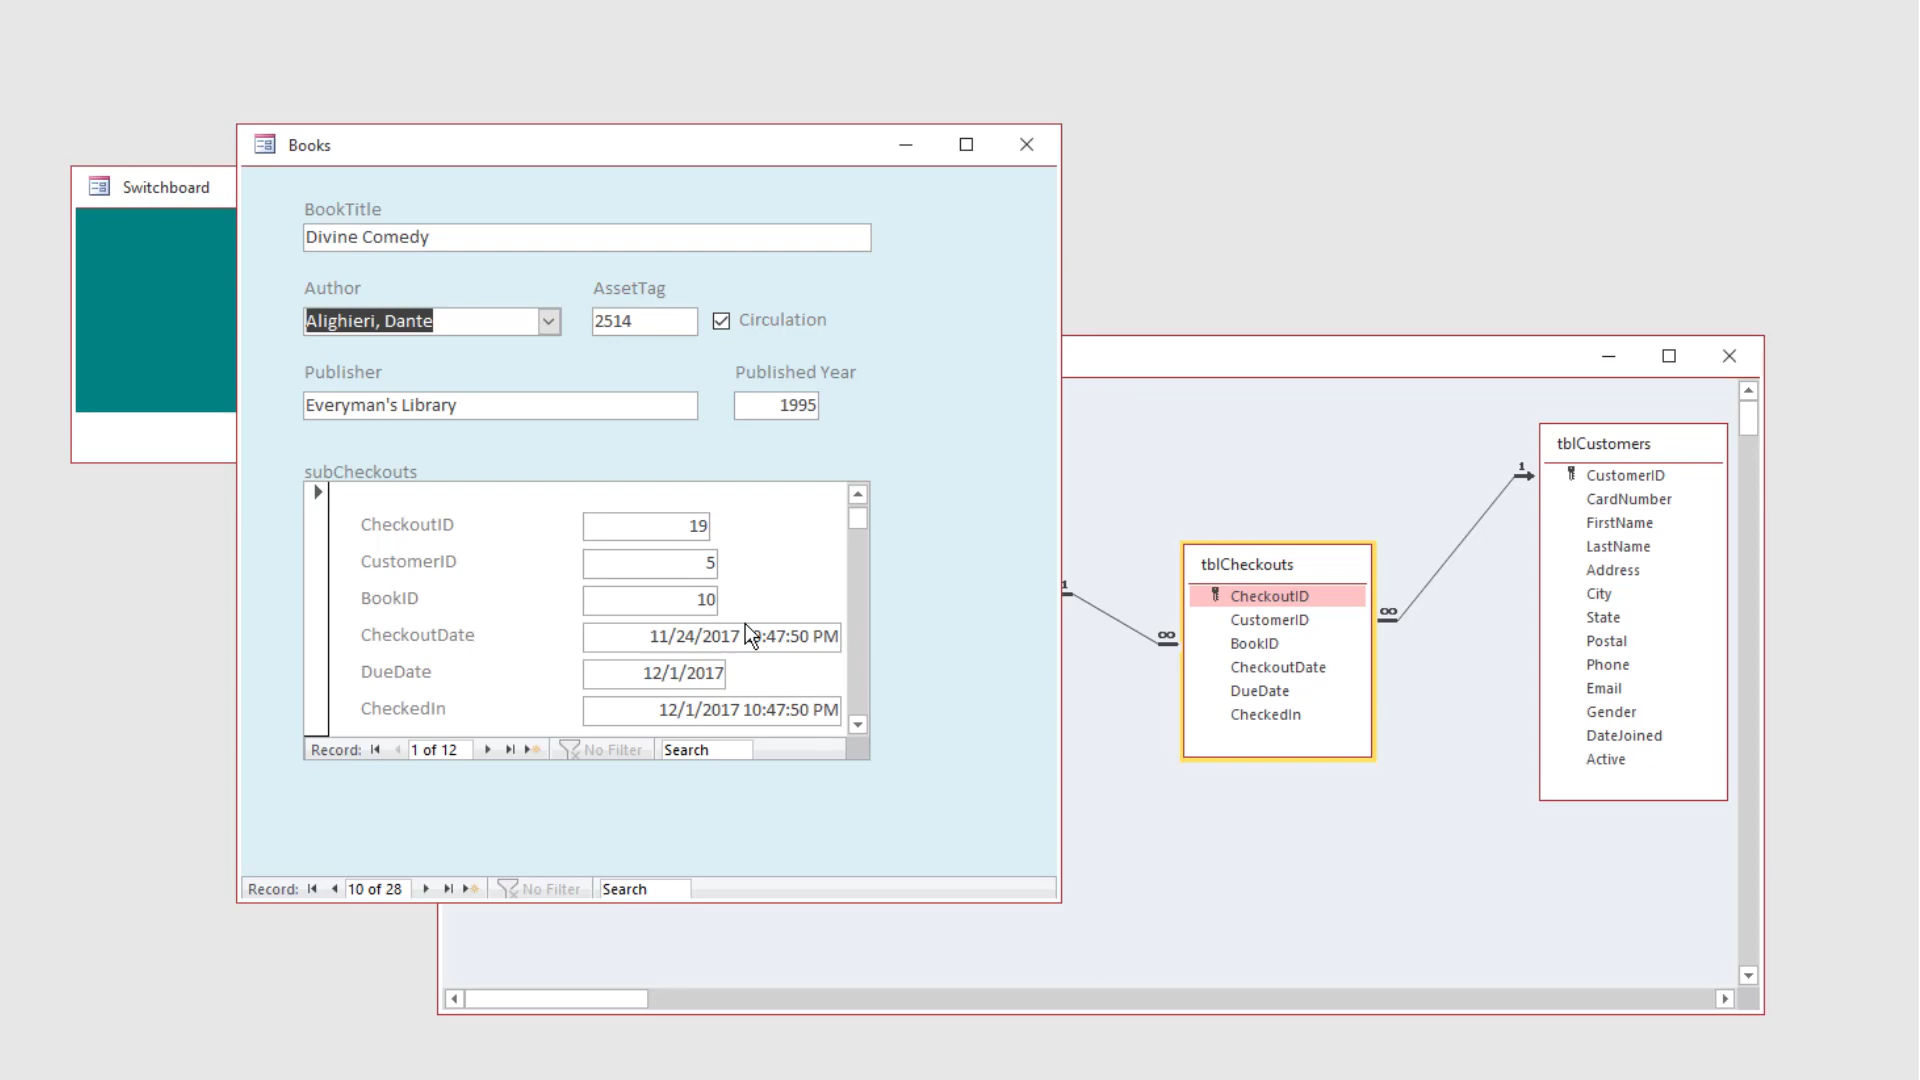 Switchboard
Books
BookTitle
Divine Comedy
Author
AssetTag
Alighieri, Dante
2514
Circulation
Publisher
Published Year
Everyman's Library
1995
subCheckouts
CheckoutID
19
CustomerID
5
BookID
10
CheckoutDate
11/24/2017 :47:50 PM
DueDate
12/1/2017
CheckedIn
12/1/2017 10:47:50 PM
Record: 1 of 12 No Filter Search
Record: 10 of 28 No Filter Search
1
∞
tblCheckouts
CheckoutID
CustomerID
BookID
CheckoutDate
DueDate
CheckedIn
∞
1
tblCustomers
CustomerID
CardNumber
FirstName
LastName
Address
City
State
Postal
Phone
Email
Gender
DateJoined
Active